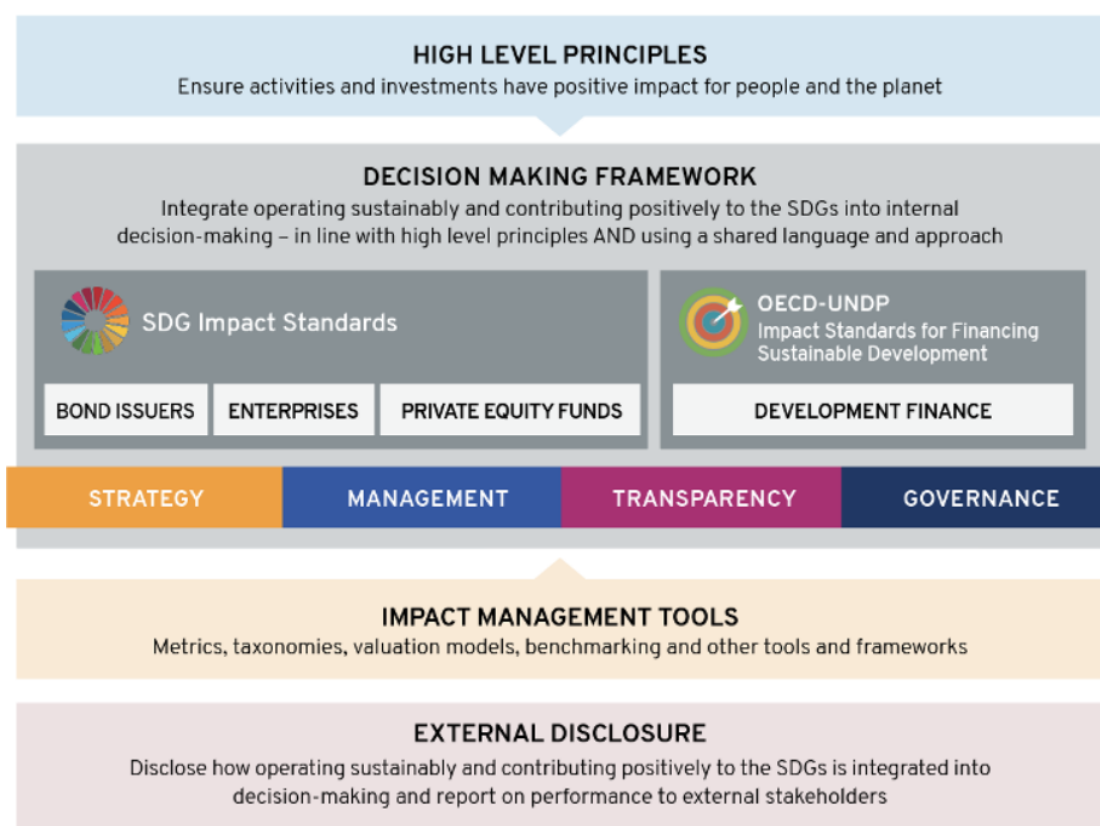 HIGH LEVEL PRINCIPLES
Ensure activities and investments have positive impact for people and the planet
DECISION MAKING FRAMEWORK
Integrate operating sustainably and contributing positively to the SDGs into internal
decision-making – in line with high level principles AND using a shared language and approach
SDG Impact Standards
BOND ISSUERS
ENTERPRISES
PRIVATE EQUITY FUNDS
OECD-UNDP
Impact Standards for Financing
Sustainable Development
DEVELOPMENT FINANCE
STRATEGY
MANAGEMENT
TRANSPARENCY
GOVERNANCE
IMPACT MANAGEMENT TOOLS
Metrics, taxonomies, valuation models, benchmarking and other tools and frameworks
EXTERNAL DISCLOSURE
Disclose how operating sustainably and contributing positively to the SDGs is integrated into
decision-making and report on performance to external stakeholders